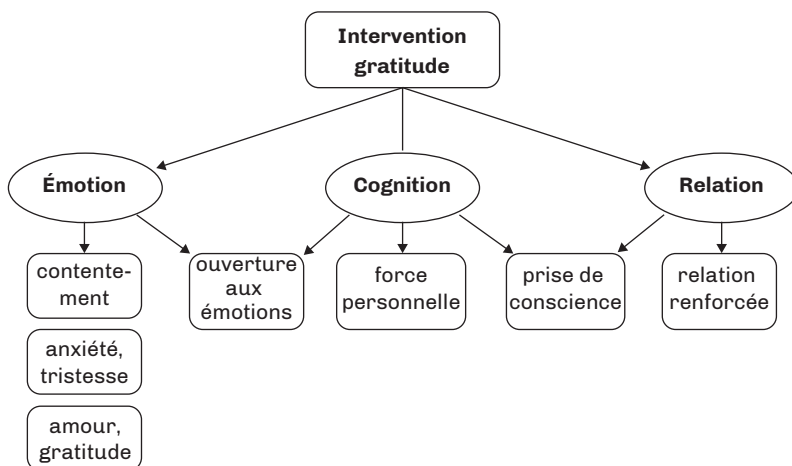 Intervention
gratitude
Émotion
Cognition
Relation
contente-
ment
ouverture
aux
émotions
force
personnelle
prise de
conscience
relation
renforcée
anxiété,
tristesse
amour,
gratitude